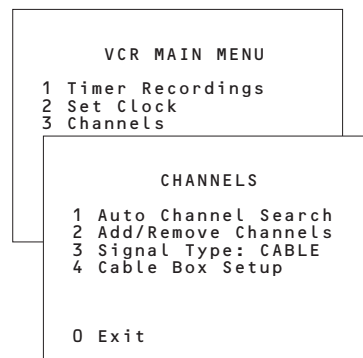 VCR MAIN MENU
1 Timer Recordings
2 Set Clock
3 Channels
CHANNELS
1 Auto Channel Search
2 Add/Remove Channels
3 Signal Type: CABLE
4 Cable Box Setup
0 Exit